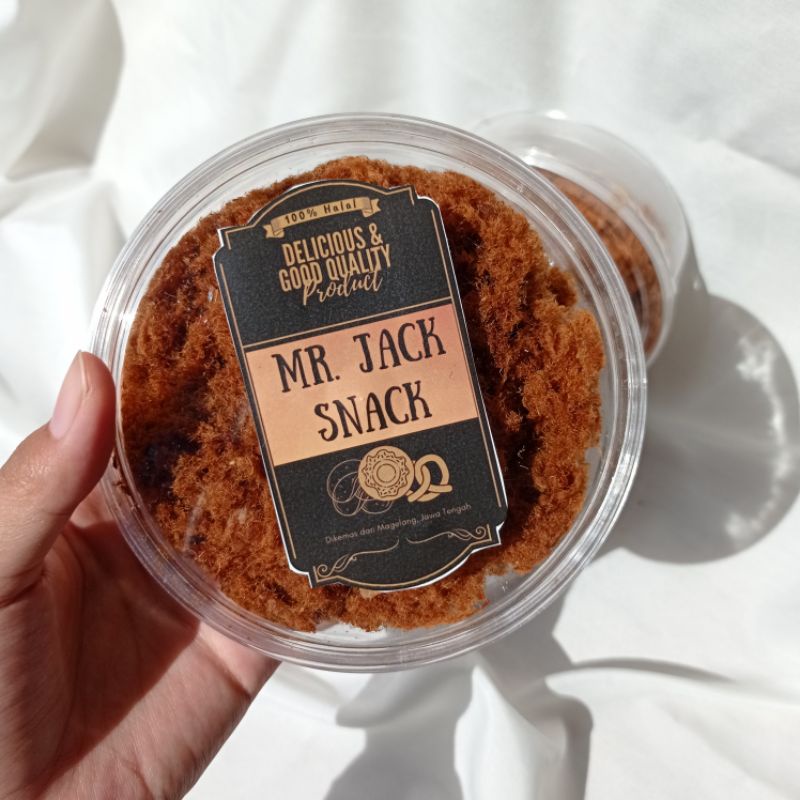 100% Halal
DELICIOUS &
GOOD QUALITY
Product
MR. JACK
SNACK
Dikemas dari Magelang, Jawa Tengah